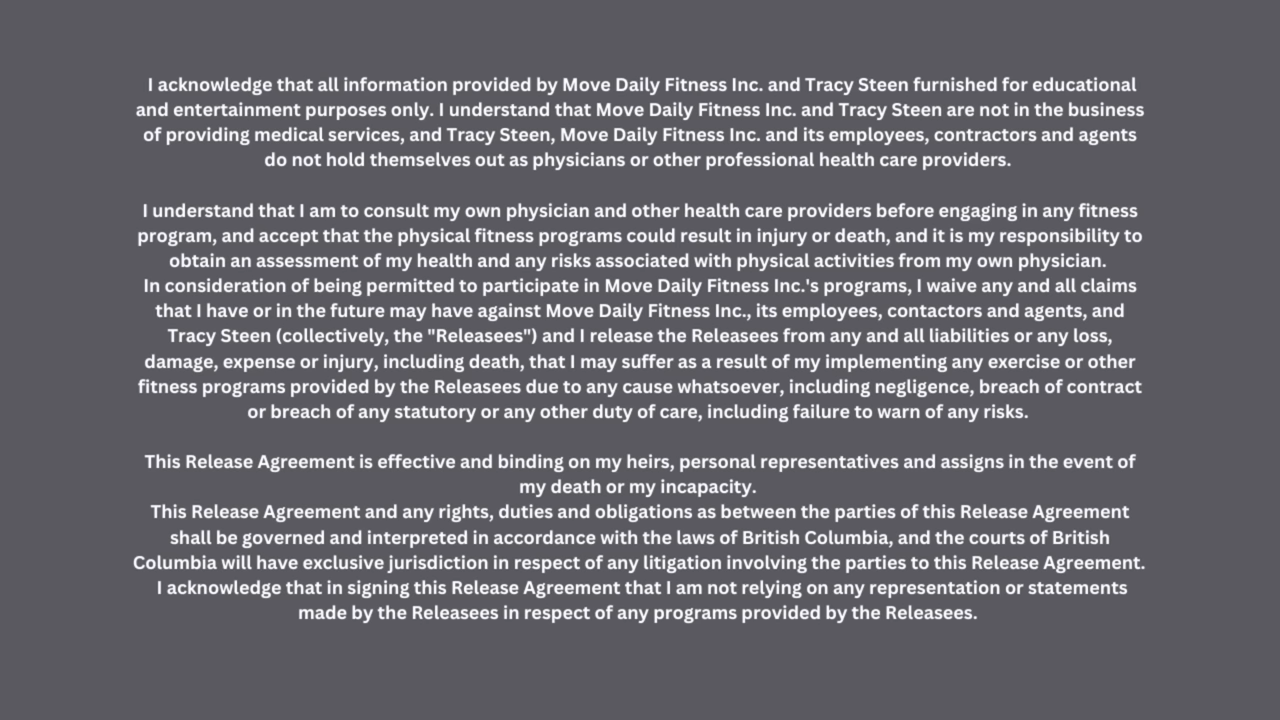 I acknowledge that all information provided by Move Daily Fitness Inc. and Tracy Steen furnished for educational
and entertainment purposes only. I understand that Move Daily Fitness Inc. and Tracy Steen are not in the business
of providing medical services, and Tracy Steen, Move Daily Fitness Inc. and its employees, contractors and agents
do not hold themselves out as physicians or other professional health care providers.
I understand that I am to consult my own physician and other health care providers before engaging in any fitness
program, and accept that the physical fitness programs could result in injury or death, and it is my responsibility to
obtain an assessment of my health and any risks associated with physical activities from my own physician.
In consideration of being permitted to participate in Move Daily Fitness Inc.'s programs, I waive any and all claims
that I have or in the future may have against Move Daily Fitness Inc., its employees, contactors and agents, and
Tracy Steen (collectively, the "Releasees") and I release the Releasees from any and all liabilities or any loss,
damage, expense or injury, including death, that I may suffer as a result of my implementing any exercise or other
fitness programs provided by the Releasees due to any cause whatsoever, including negligence, breach of contract
or breach of any statutory or any other duty of care, including failure to warn of any risks.
This Release Agreement is effective and binding on my heirs, personal representatives and assigns in the event of
my death or my incapacity.
This Release Agreement and any rights, duties and obligations as between the parties of this Release Agreement
shall be governed and interpreted in accordance with the laws of British Columbia, and the courts of British
Columbia will have exclusive jurisdiction in respect of any litigation involving the parties to this Release Agreement.
I acknowledge that in signing this Release Agreement that I am not relying on any representation or statements
made by the Releasees in respect of any programs provided by the Releasees.